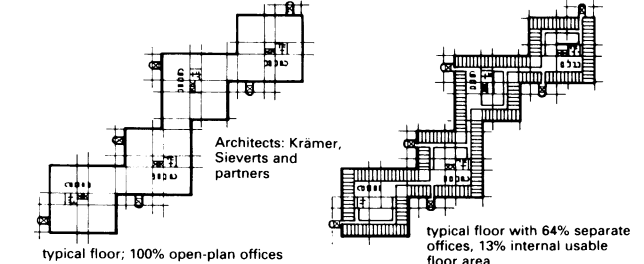 Architects: Krämer,
Sieverts and
partners
typical floor; 100% open-plan offices
typical floor with 64% separate
offices, 13% internal usable
floor area